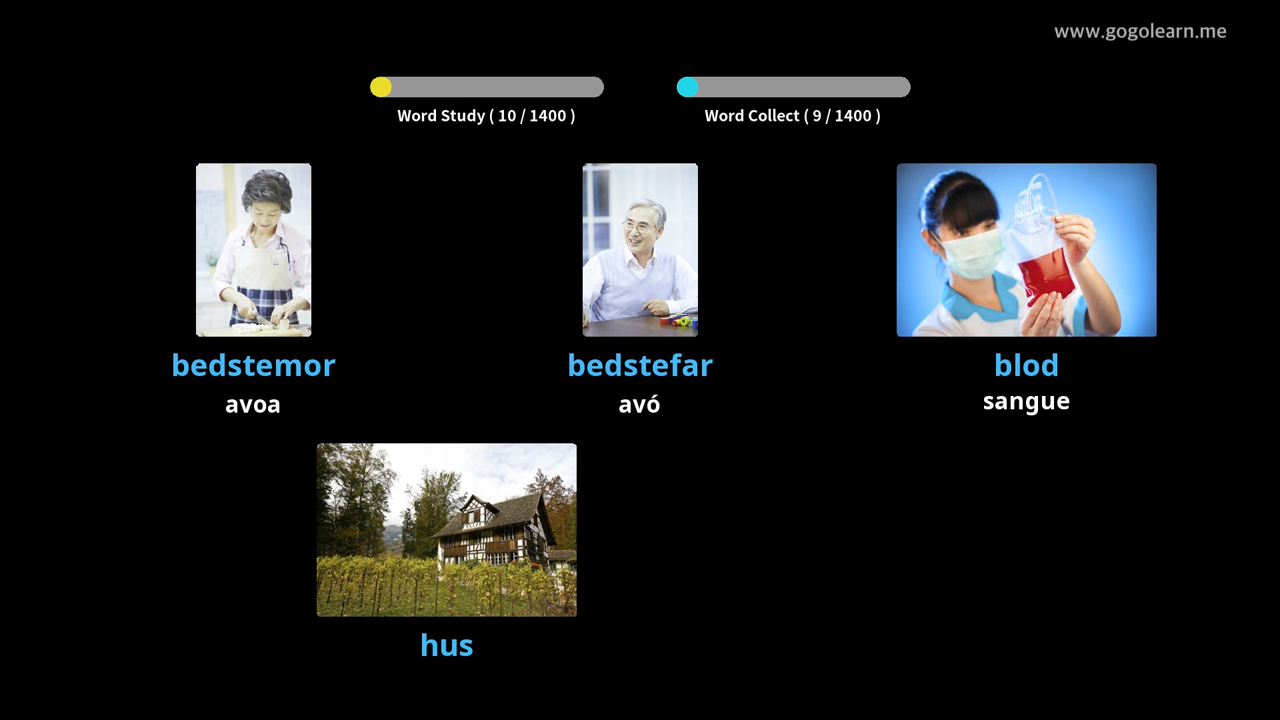 www.gogolearn.me
Word Study ( 10 / 1400 )
Word Collect ( 9 / 1400 )
bedstemor
avoa
bedstefar
avó
blod
sangue
hus